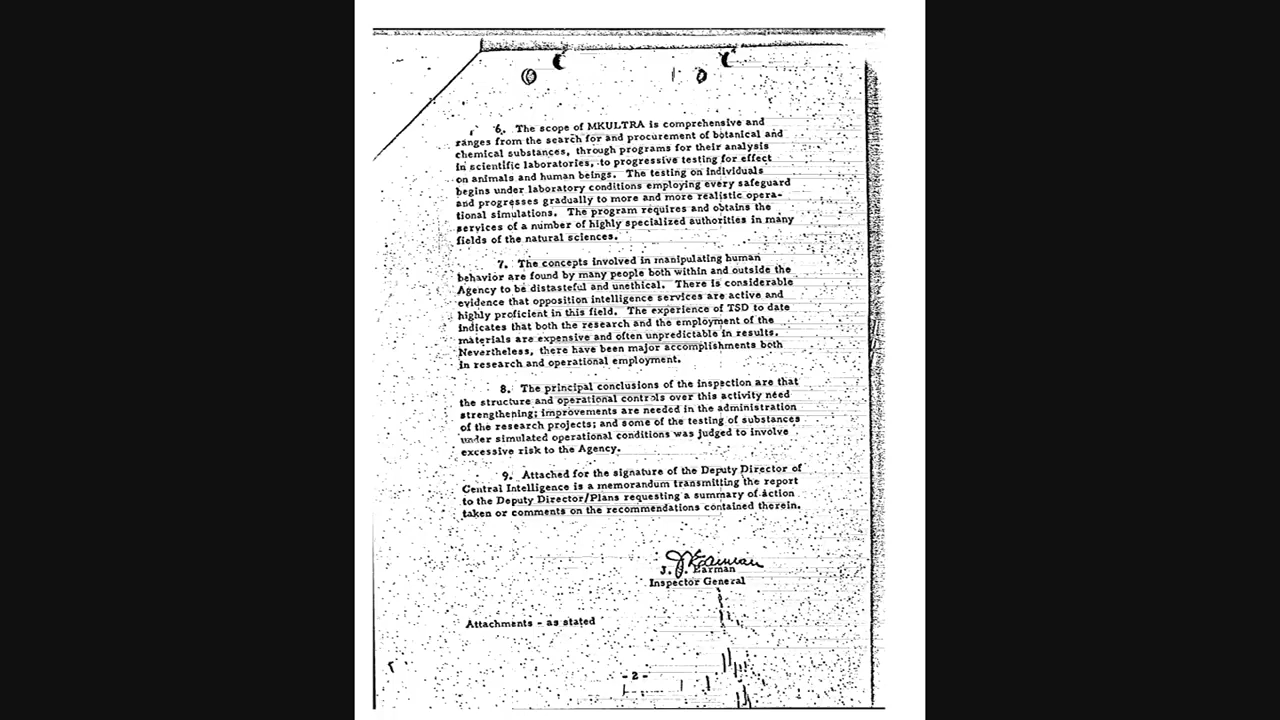 6. The scope of MKULTRA is comprehensive and
ranges from the search for and procurement of botanical and
chemical substances, through programs for their analysis
in scientific laboratories, to progressive testing for effect
on animals and human beings. The testing on individuals
begins under laboratory conditions employing every safeguard
and progresses gradually to more and more realistic opera-
tional simulations. The program requires and obtains the
services of a number of highly specialized authorities in many
fields of the natural sciences.
7. The concepts involved in manipulating human
behavior are found by many people both within and outside the
Agency to be distasteful and unethical. There is considerable
evidence that opposition intelligence services are active and
highly proficient in this field. The experience of TSD to date
indicates that both the research and the employment of the
materials are expensive and often unpredictable in results.
Nevertheless, there have been major accomplishments both
in research and operational employment.
8. The principal conclusions of the inspection are that
the structure and operational controls over this activity need
strengthening; improvements are needed in the administration
of the research projects; and some of the testing of substances
under simulated operational conditions was judged to involve
excessive risk to the Agency.
9. Attached for the signature of the Deputy Director of
Central Intelligence is a memorandum transmitting the report
to the Deputy Director/Plans requesting a summary of action
taken or comments on the recommendations contained therein.
J. Earman
Inspector General
Attachments - as stated
- 2 -